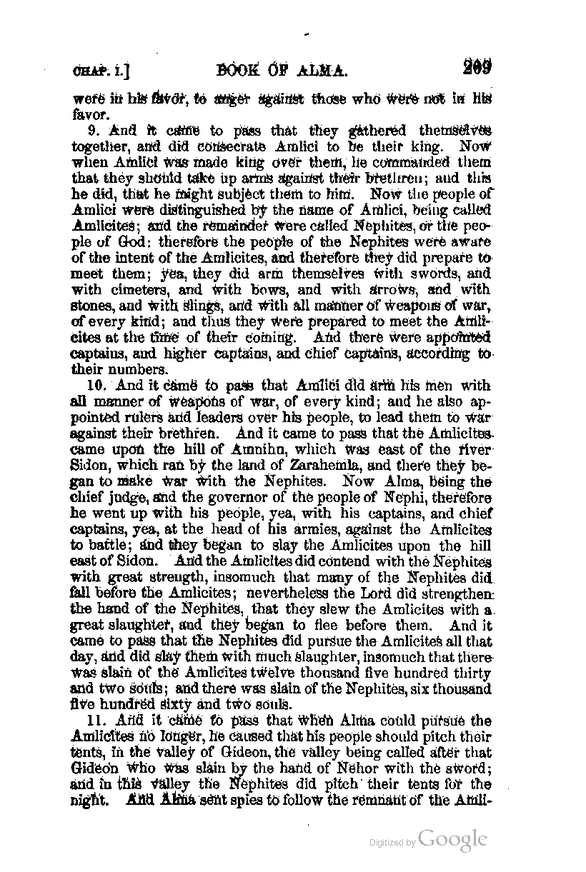 CHAP. I.] BOOK OF ALMA. 209
were in his favor, to anger against those who were not in his
favor.
9. And it came to pass that they gathered themselves
together, and did consecrate Amlici to be their king. Now
when Amlici was made king over them, he commanded them
that they should take up arms against their brethren; and this
he did, that he might subject them to him. Now the people of
Amlici were distinguished by the name of Amlici, being called
Amlicites; and the remainder were called Nephites, or the peo-
ple of God: therefore the people of the Nephites were aware
of the intent of the Amlicites, and therefore they did prepare to
meet them; yea, they did arm themselves with swords, and
with cimeters, and with bows, and with arrows, and with
stones, and with slings, and with all manner of weapons of war,
of every kind; and thus they were prepared to meet the Amli-
cites at the time of their coming. And there were appointed
captains, and higher captains, and chief captains, according to
their numbers.
10. And it came to pass that Amlici did arm his men with
all manner of weapons of war, of every kind; and he also ap-
pointed rulers and leaders over his people, to lead them to war
against their brethren. And it came to pass that the Amlicites
came upon the hill of Amnihu, which was east of the river
Sidon, which ran by the land of Zarahemla, and there they be-
gan to make war with the Nephites. Now Alma, being the
chief judge, and the governor of the people of Nephi, therefore
he went up with his people, yea, with his captains, and chief
captains, yea, at the head of his armies, against the Amlicites
to battle; and they began to slay the Amlicites upon the hill
east of Sidon. And the Amlicites did contend with the Nephites
with great strength, insomuch that many of the Nephites did
fall before the Amlicites; nevertheless the Lord did strengthen
the hand of the Nephites, that they slew the Amlicites with a
great slaughter, and they began to flee before them. And it
came to pass that the Nephites did pursue the Amlicites all that
day, and did slay them with much slaughter, insomuch that there
was slain of the Amlicites twelve thousand five hundred thirty
and two souls; and there was slain of the Nephites, six thousand
five hundred sixty and two souls.
11. And it came to pass that when Alma could pursue the
Amlicites no longer, he caused that his people should pitch their
tents, in the valley of Gideon, the valley being called after that
Gideon who was slain by the hand of Nehor with the sword;
and in this valley the Nephites did pitch their tents for the
night. And Alma sent spies to follow the remnant of the Amli-
Digitized by Google